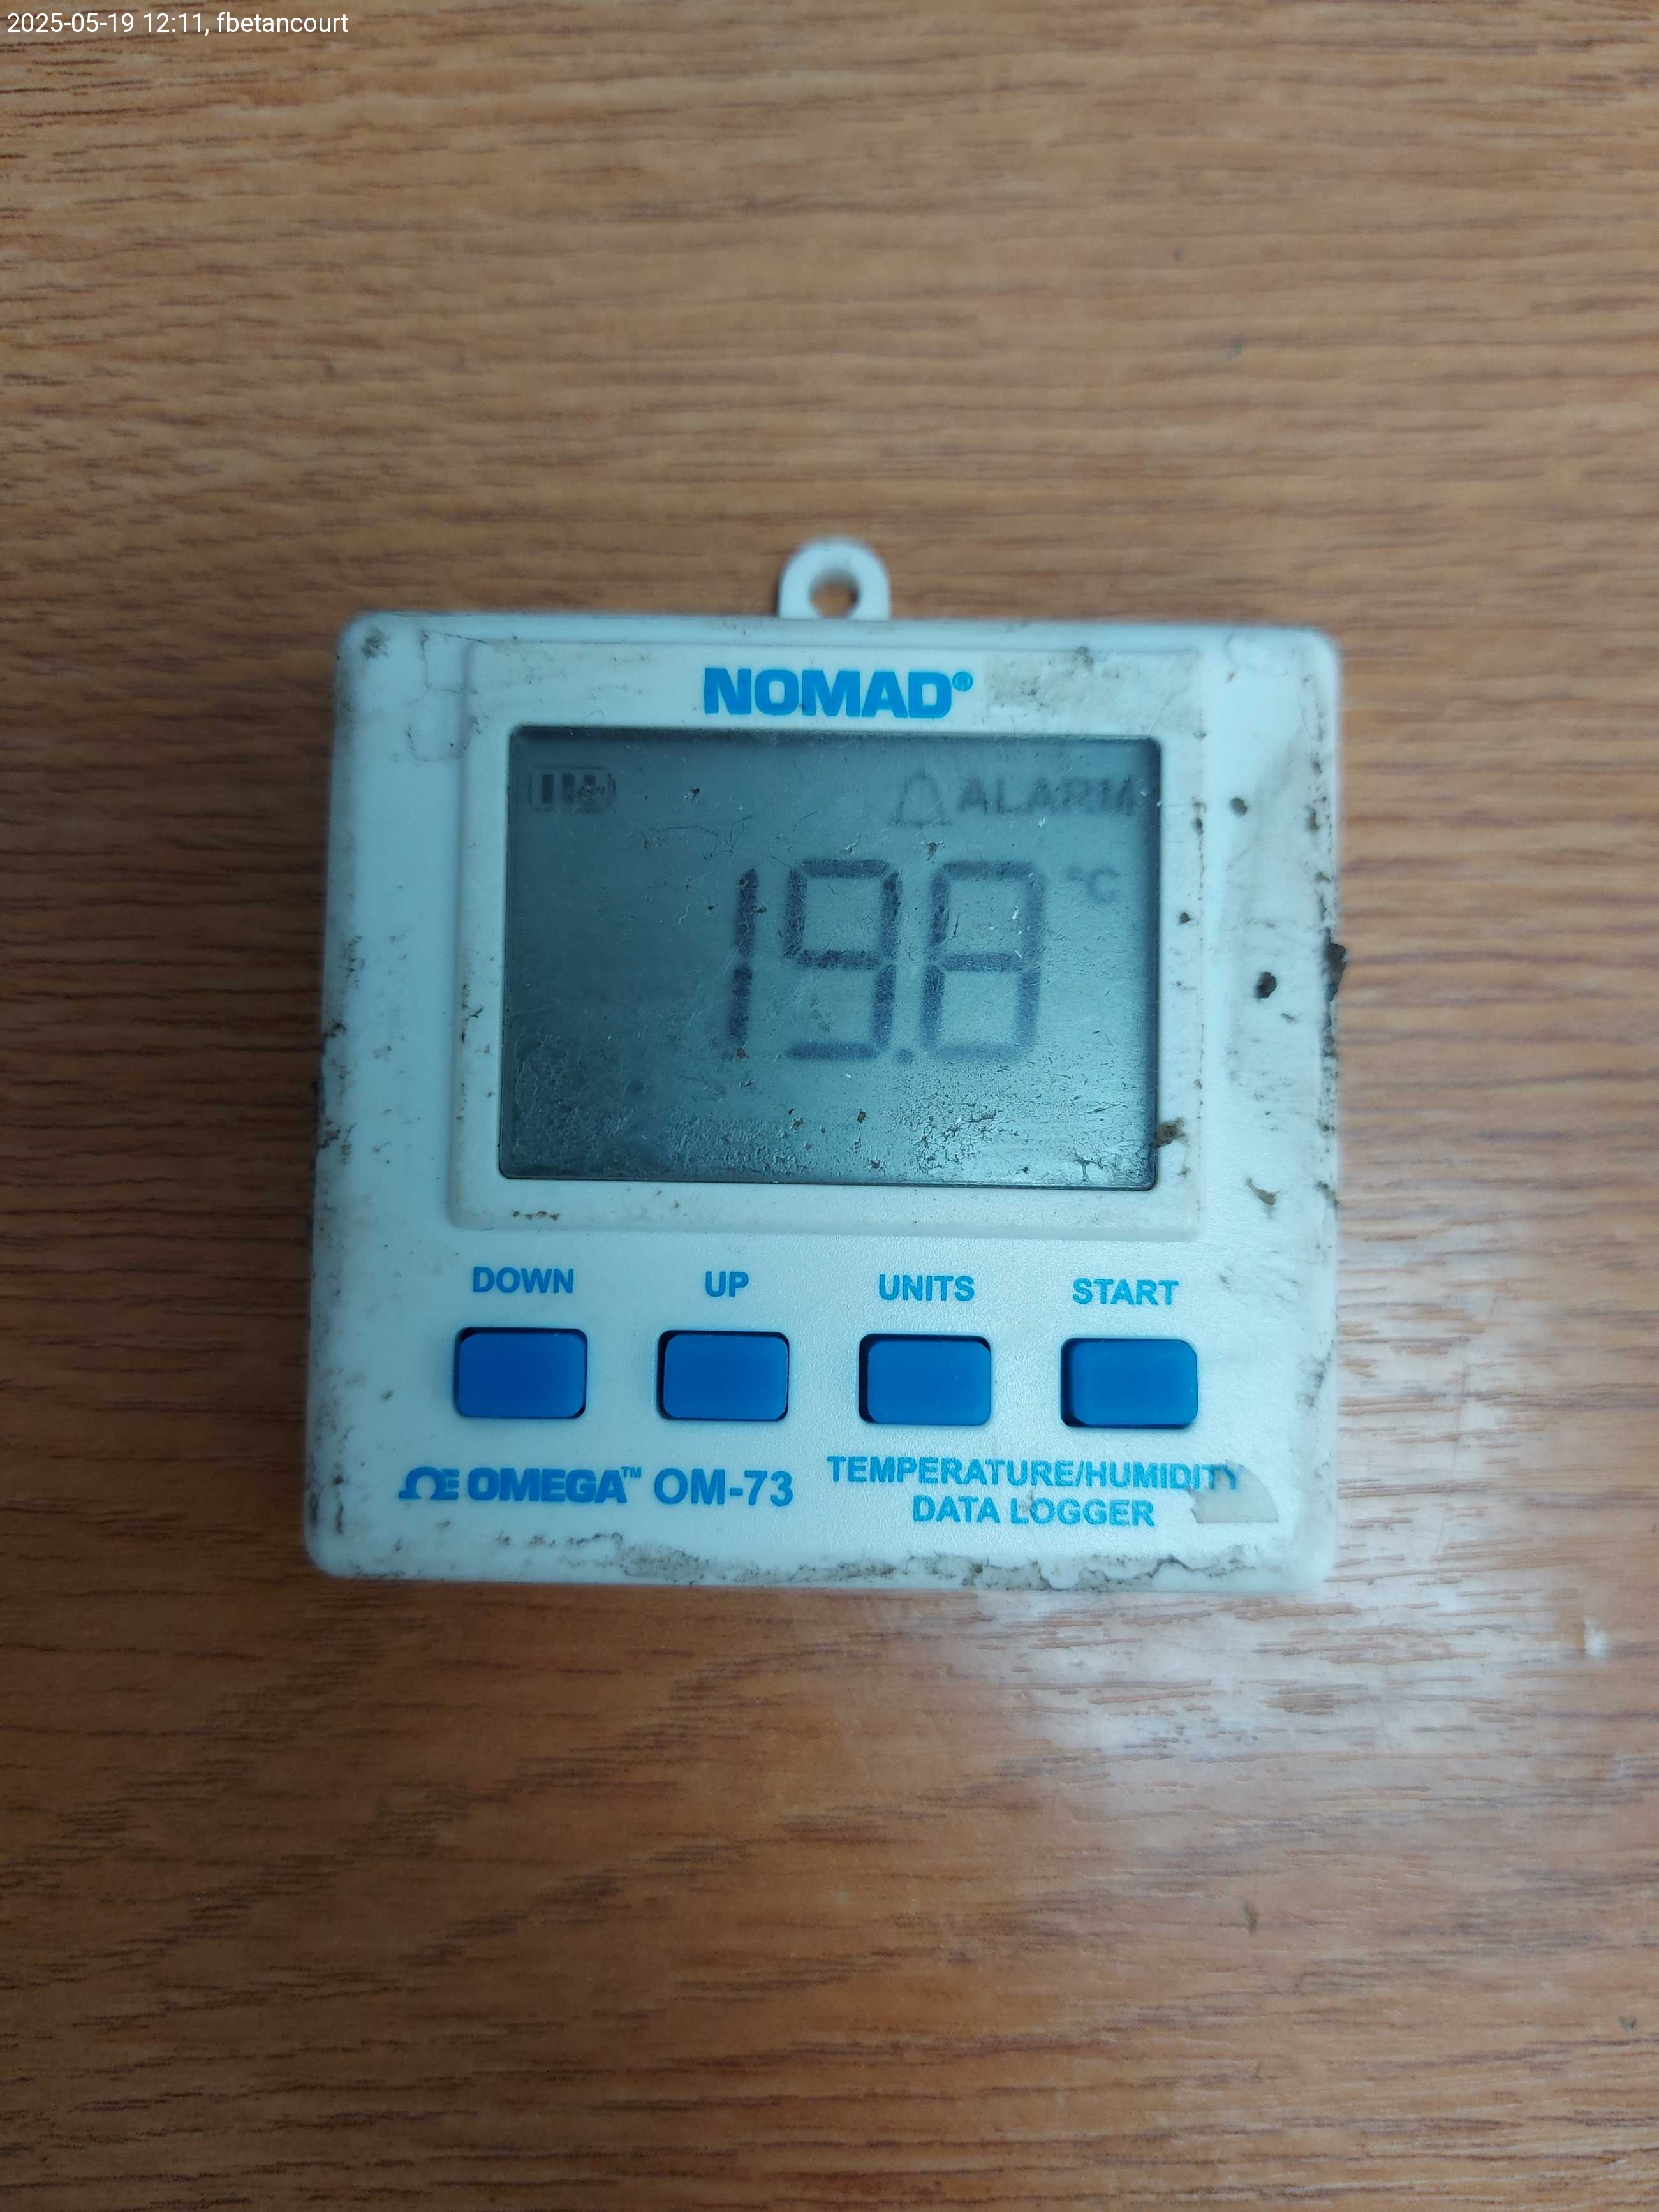 2025-05-19 12:11, fbetancourt
NOMAD®
ALARM
19.8 °C
DOWN UP UNITS START
OMEGA™ OM-73
TEMPERATURE/HUMIDITY
DATA LOGGER